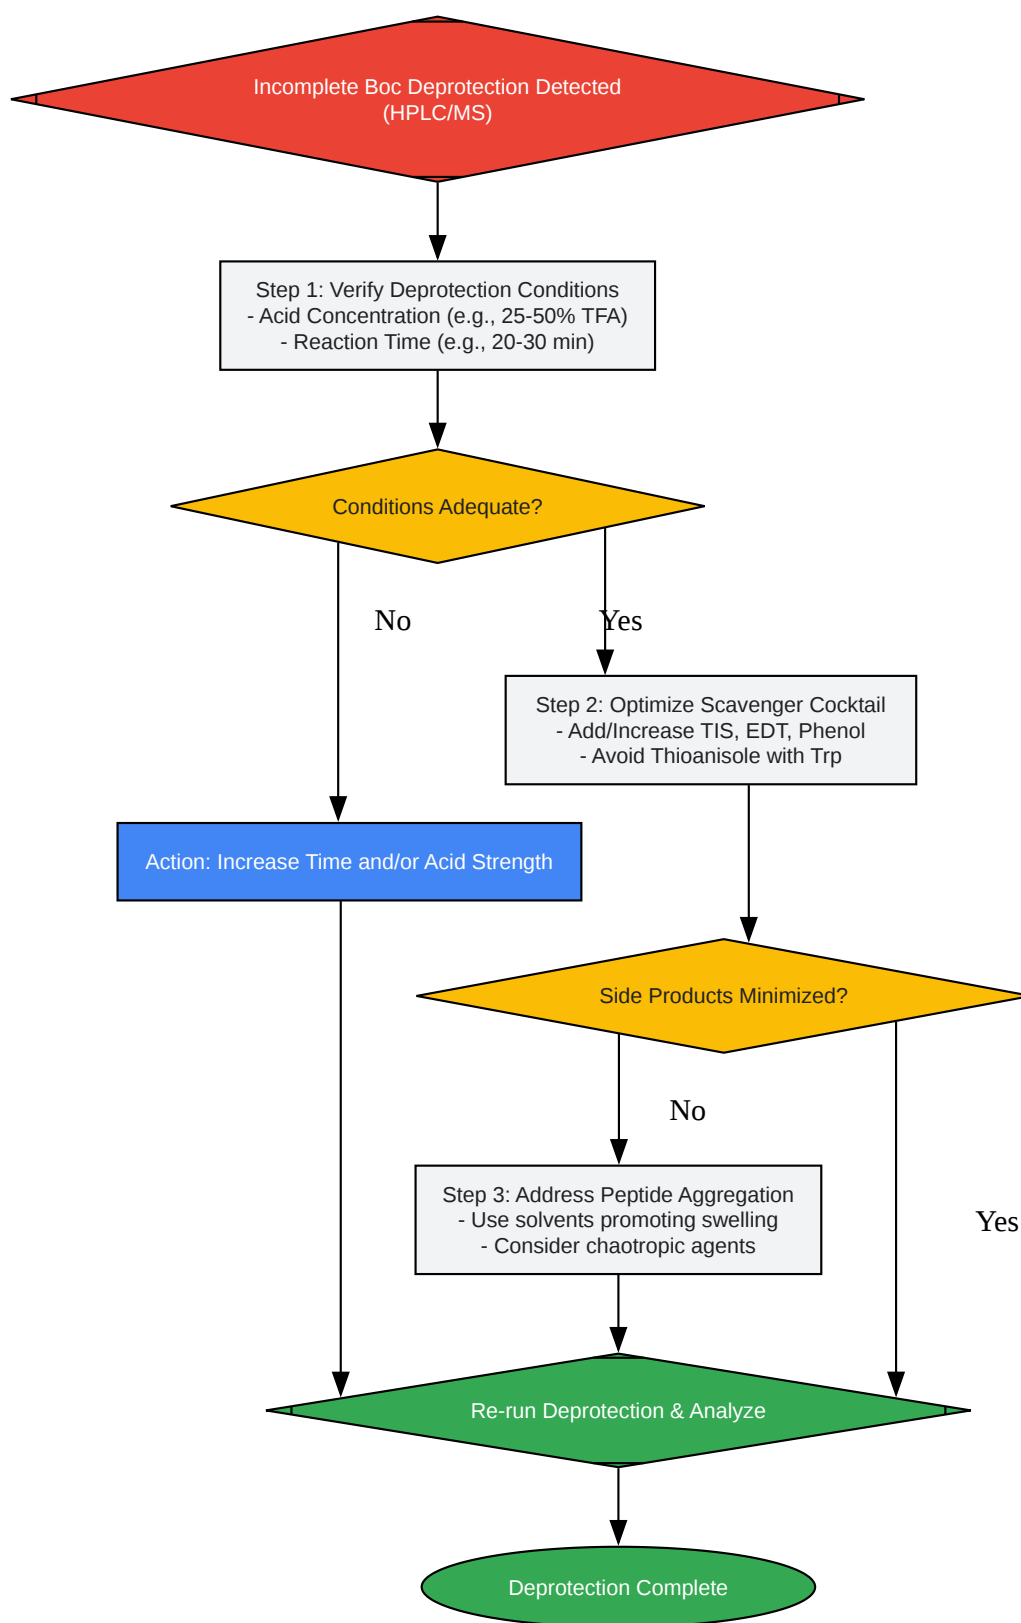 Incomplete Boc Deprotection Detected
(HPLC/MS)
Step 1: Verify Deprotection Conditions
- Acid Concentration (e.g., 25-50% TFA)
- Reaction Time (e.g., 20-30 min)
Conditions Adequate?
No
Yes
Step 2: Optimize Scavenger Cocktail
- Add/Increase TIS, EDT, Phenol
- Avoid Thioanisole with Trp
Action: Increase Time and/or Acid Strength
Side Products Minimized?
No
Step 3: Address Peptide Aggregation
- Use solvents promoting swelling
- Consider chaotropic agents
Yes
Re-run Deprotection & Analyze
Deprotection Complete